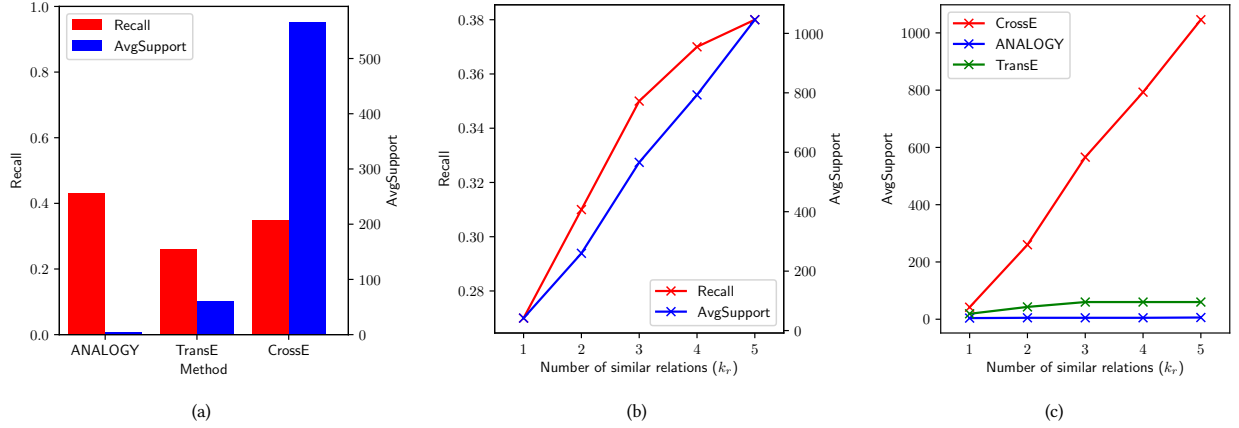 Recall
AvgSupport
1.0
0.8
0.6
0.4
0.2
0.0
Recall
500
400
300
200
100
0
AvgSupport
ANALOGY TransE CrossE
Method
(a)
0.38
0.36
0.34
0.32
0.30
0.28
Recall
1000
800
600
400
200
0
AvgSupport
Recall
AvgSupport
1 2 3 4 5
Number of similar relations (k_r)
(b)
CrossE
ANALOGY
TransE
1000
800
600
400
200
0
AvgSupport
1 2 3 4 5
Number of similar relations (k_r)
(c)